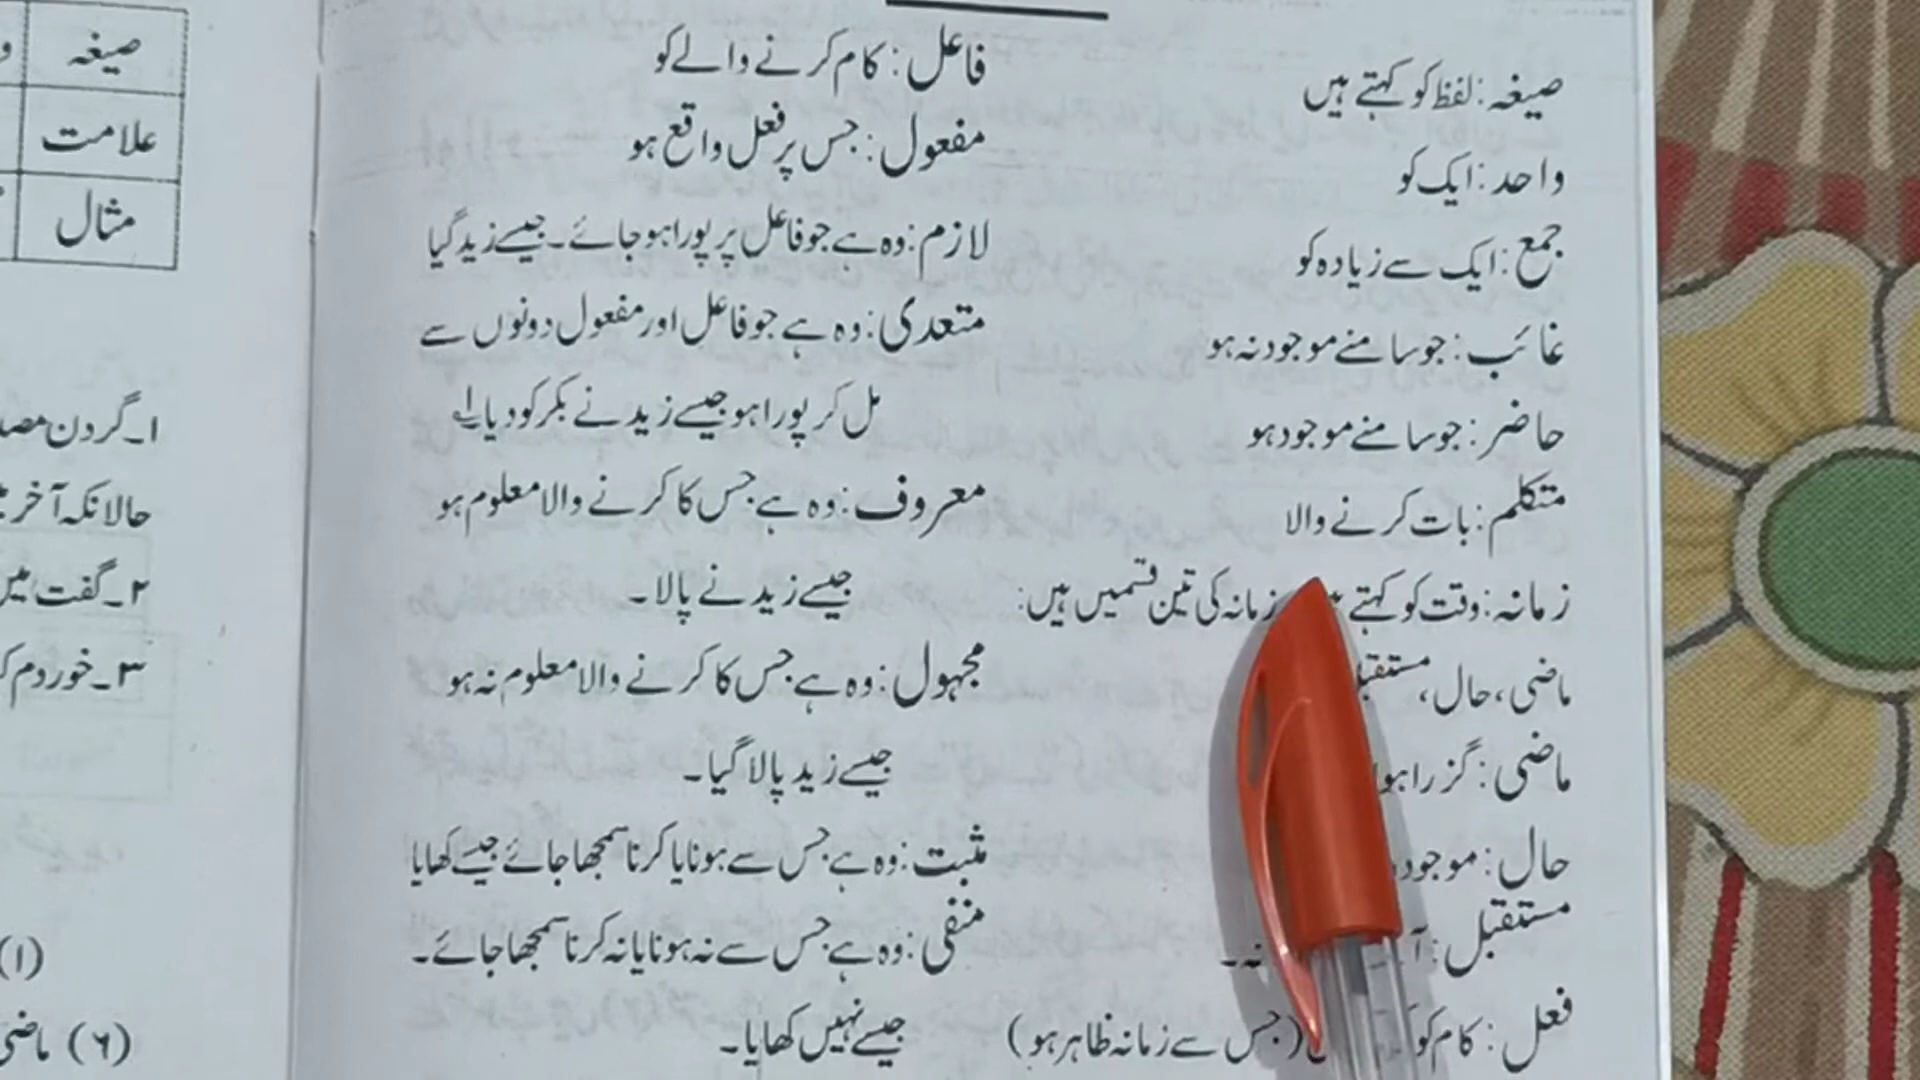 صیغہ: لفظ کو کہتے ہیں
واحد: ایک کو
جمع: ایک سے زیادہ کو
غائب: جو سامنے موجود نہ ہو
حاضر: جو سامنے موجود ہو
متکلم: بات کرنے والا
زمانہ: وقت کو کہتے زمانہ کی تین قسمیں ہیں:
ماضی، حال،
ماضی: گزرا
حال: موجود
مستقبل:
فعل: کام کو (جس سے زمانہ ظاہر ہو)
فاعل: کام کرنے والے کو
مفعول: جس پر فعل واقع ہو
لازم: وہ ہے جو فاعل پر پورا ہو جائے۔ جیسے زید گیا
متعدی: وہ ہے جو فاعل اور مفعول دونوں سے
مل کر پورا ہو جیسے زید نے بکر کو دیا
معروف: وہ ہے جس کا کرنے والا معلوم ہو
جیسے زید نے پالا۔
مجہول: وہ ہے جس کا کرنے والا معلوم نہ ہو
جیسے زید پالا گیا۔
مثبت: وہ ہے جس سے ہونا یا کرنا سمجھا جائے جیسے کھایا
منفی: وہ ہے جس سے نہ ہونا یا نہ کرنا سمجھا جائے۔
جیسے نہیں کھایا۔
صیغہ
علامت
مثال
۱۔ گردن
حالانکہ آخر
۲۔ گفت میں
۳۔ خوردم
(۱)
(۶) ماضی